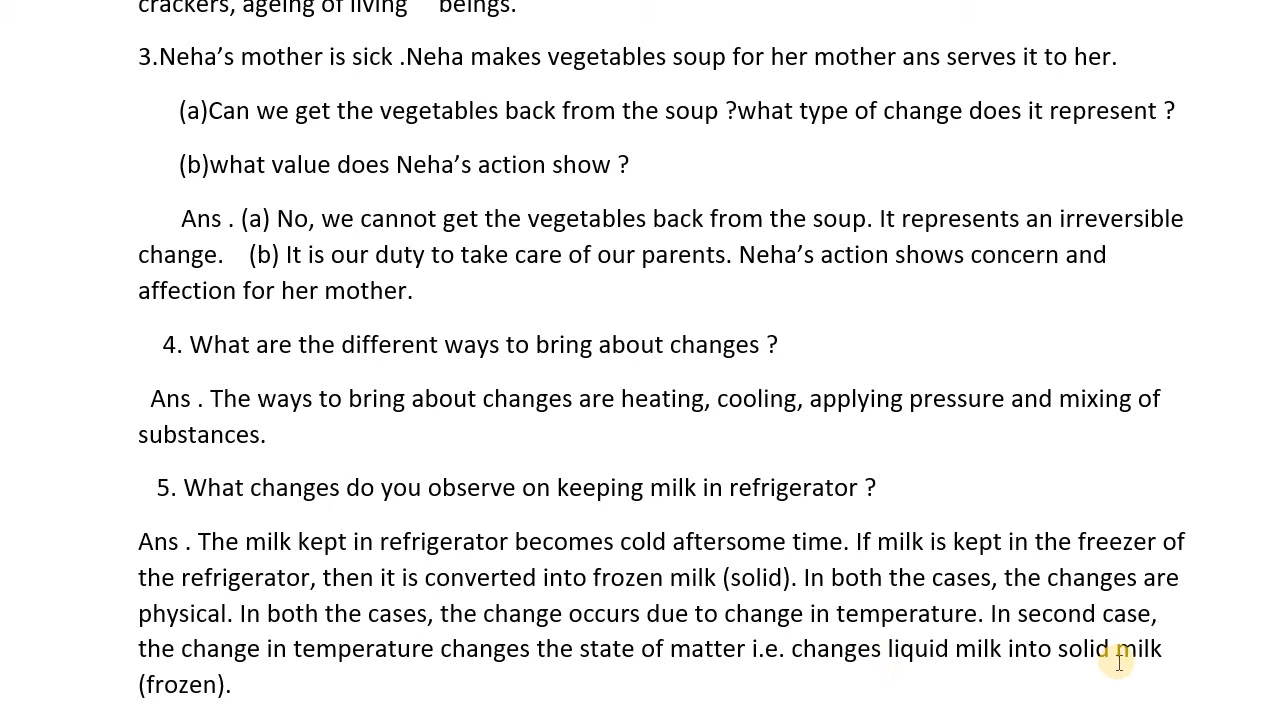 crackers, ageing of living beings.
3.Neha’s mother is sick .Neha makes vegetables soup for her mother ans serves it to her.
(a)Can we get the vegetables back from the soup ?what type of change does it represent ?
(b)what value does Neha’s action show ?
Ans . (a) No, we cannot get the vegetables back from the soup. It represents an irreversible
change. (b) It is our duty to take care of our parents. Neha’s action shows concern and
affection for her mother.
4. What are the different ways to bring about changes ?
Ans . The ways to bring about changes are heating, cooling, applying pressure and mixing of
substances.
5. What changes do you observe on keeping milk in refrigerator ?
Ans . The milk kept in refrigerator becomes cold aftersome time. If milk is kept in the freezer of
the refrigerator, then it is converted into frozen milk (solid). In both the cases, the changes are
physical. In both the cases, the change occurs due to change in temperature. In second case,
the change in temperature changes the state of matter i.e. changes liquid milk into solid milk
(frozen).